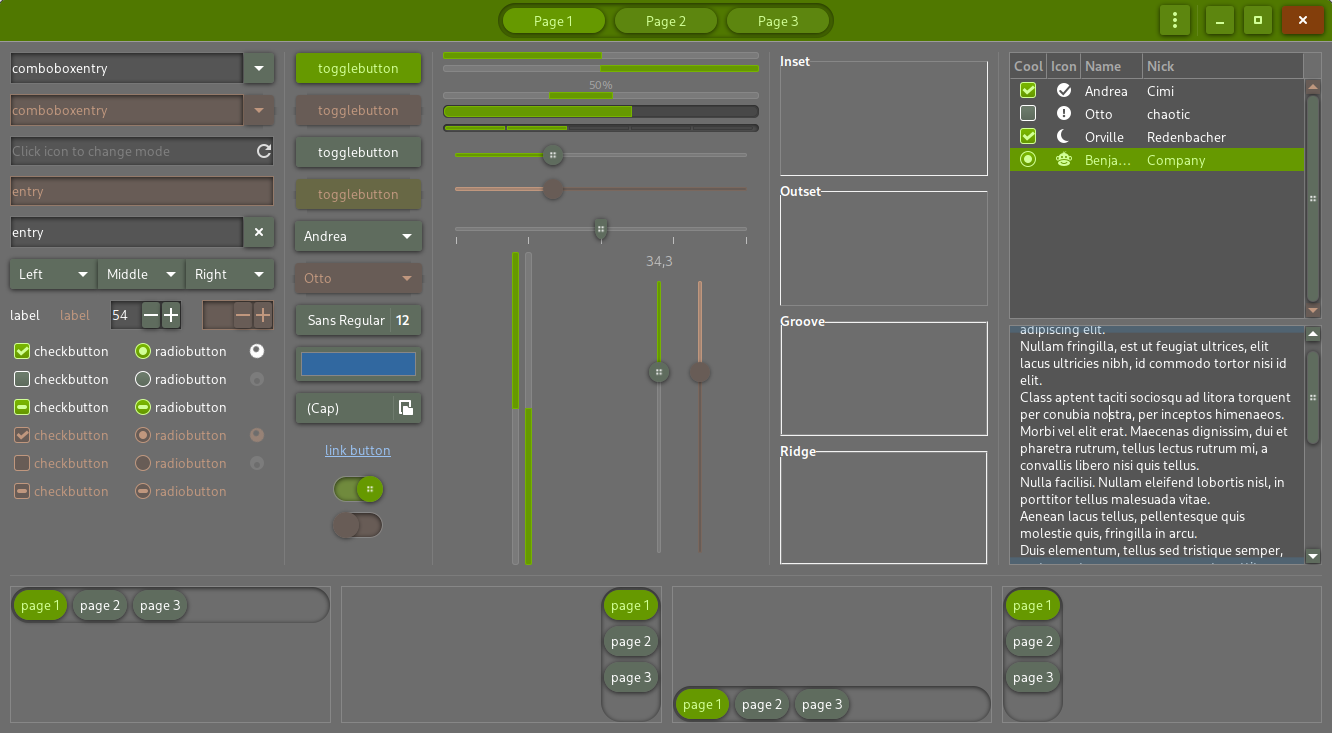 Page 1
Page 2
Page 3
comboboxentry
comboboxentry
Click icon to change mode
entry
entry
Left
Middle
Right
label
label
54
checkbutton
radiobutton
checkbutton
radiobutton
checkbutton
radiobutton
checkbutton
radiobutton
checkbutton
radiobutton
checkbutton
radiobutton
togglebutton
togglebutton
togglebutton
togglebutton
Andrea
Otto
Sans Regular 12
(Cap)
link button
50%
34,3
Inset
Outset
Groove
Ridge
Cool Icon Name Nick
Andrea Cimi
Otto chaotic
Orville Redenbacher
Benja... Company
adipiscing elit.
Nullam fringilla, est ut feugiat ultrices, elit
lacus ultricies nibh, id commodo tortor nisi id
elit.
Class aptent taciti sociosqu ad litora torquent
per conubia nostra, per inceptos himenaeos.
Morbi vel elit erat. Maecenas dignissim, dui et
pharetra rutrum, tellus lectus rutrum mi, a
convallis libero nisi quis tellus.
Nulla facilisi. Nullam eleifend lobortis nisl, in
porttitor tellus malesuada vitae.
Aenean lacus tellus, pellentesque quis
molestie quis, fringilla in arcu.
Duis elementum, tellus sed tristique semper,
page 1
page 2
page 3
page 1
page 2
page 3
page 1
page 2
page 3
page 1
page 2
page 3